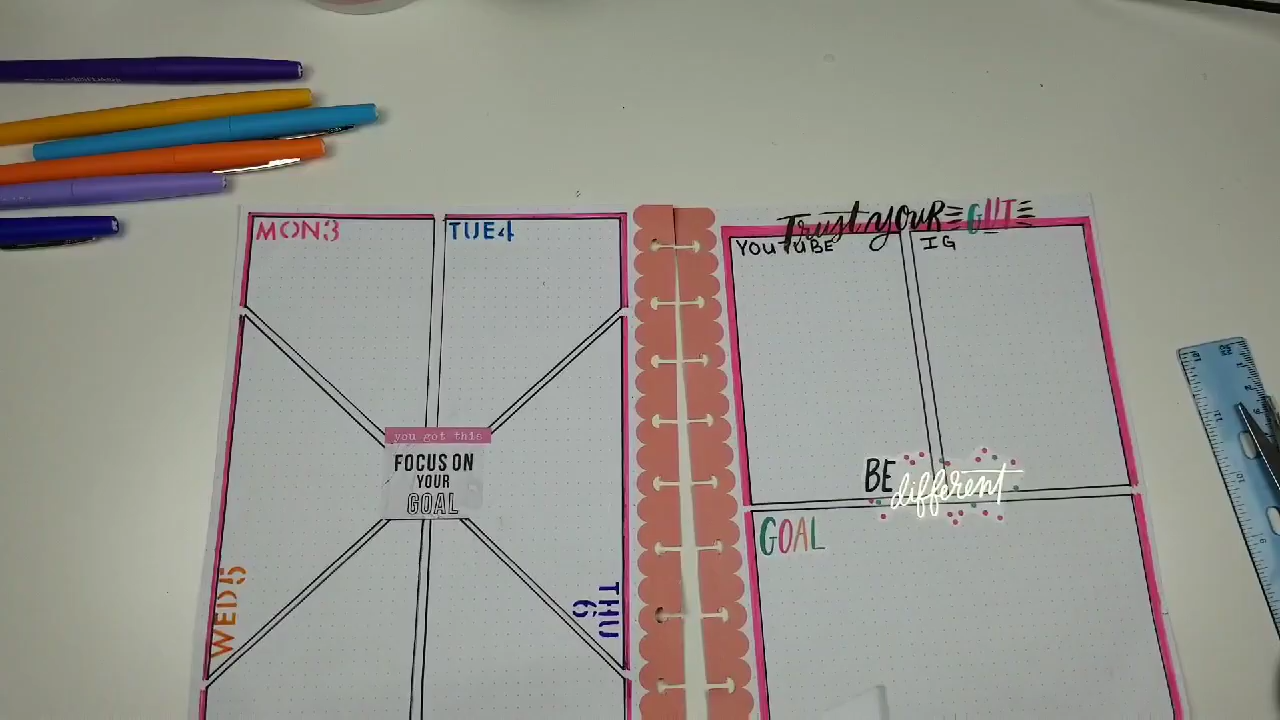 MON3
TUE4
you got this
FOCUS ON
YOUR
GOAL
WED5
THU
6
Trust youR GUT
YOUTUBE
IG
BE different
GOAL